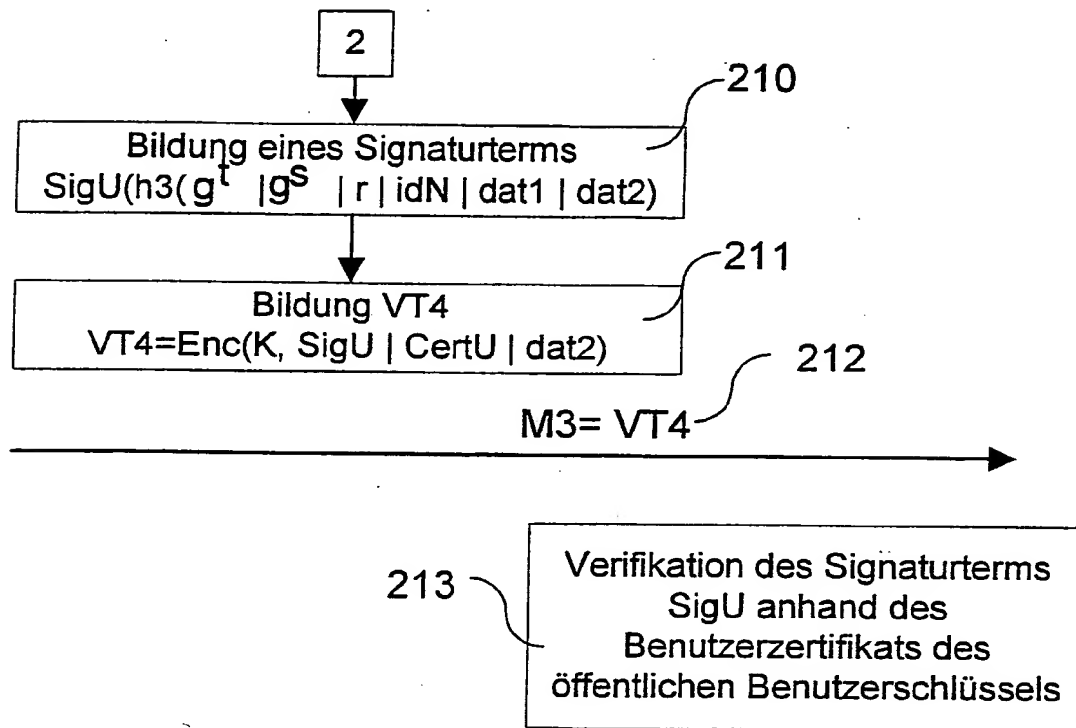 2
210
Bildung eines Signaturterms
SigU(h3( g^t |g^s | r | idN | dat1 | dat2)
211
Bildung VT4
VT4=Enc(K, SigU | CertU | dat2)
212
M3= VT4
213
Verifikation des Signaturterms
SigU anhand des
Benutzerzertifikats des
öffentlichen Benutzerschlüssels